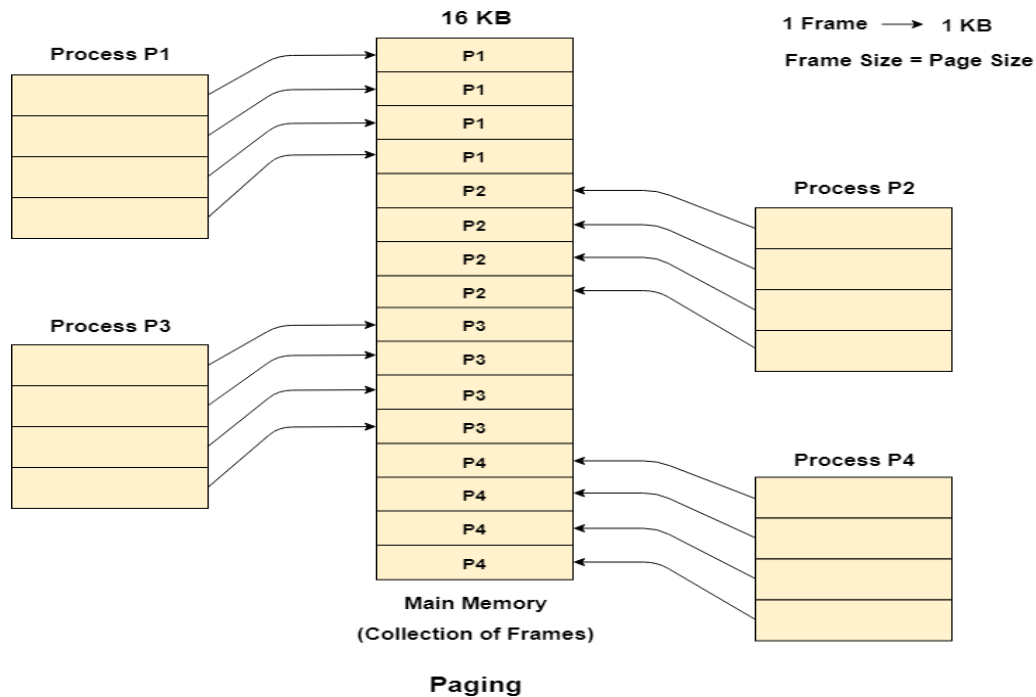 16 KB
1 Frame 1 KB
Frame Size = Page Size
Process P1
P1
P1
P1
P1
P2
P2
P2
P2
P3
P3
P3
P3
P4
P4
P4
P4
Process P2
Process P3
Process P4
Main Memory
(Collection of Frames)
Paging